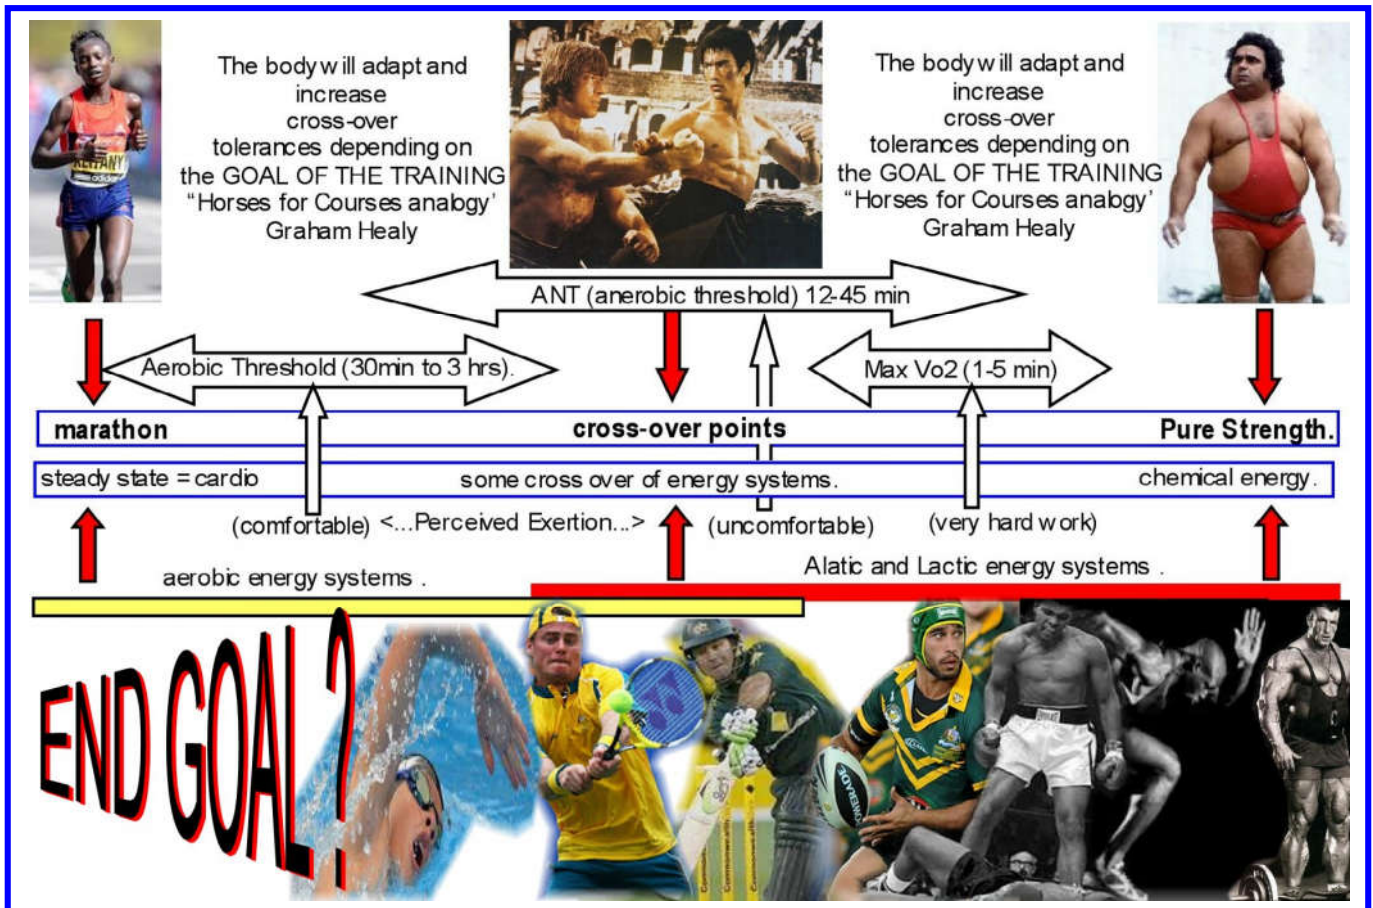 The body will adapt and
increase
cross-over
tolerances depending on
the GOAL OF THE TRAINING
“Horses for Courses analogy’
Graham Healy
The body will adapt and
increase
cross-over
tolerances depending on
the GOAL OF THE TRAINING
“Horses for Courses analogy’
Graham Healy
adidas
ANT (anerobic threshold) 12-45 min
Aerobic Threshold (30min to 3 hrs).
Max Vo2 (1-5 min)
marathon
cross-over points
Pure Strength.
steady state = cardio
some cross over of energy systems.
chemical energy.
(comfortable)
<...Perceived Exertion...>
(uncomfortable)
(very hard work)
aerobic energy systems .
Alatic and Lactic energy systems .
END GOAL ?
POWERADE